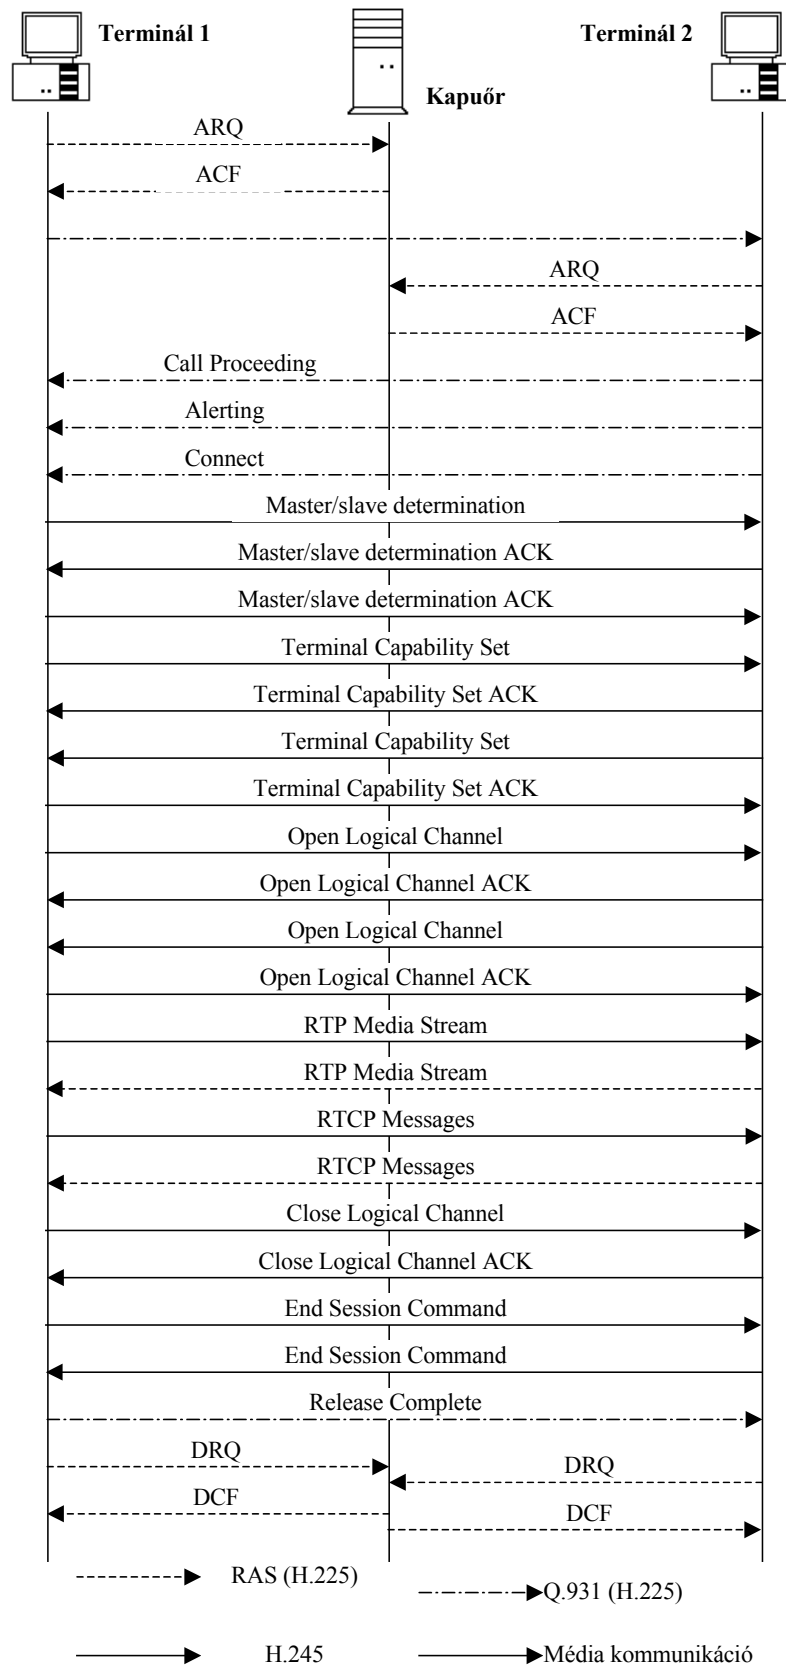 Terminál 1
Terminál 2
Kapuőr
ARQ
ACF
ARQ
ACF
Call Proceeding
Alerting
Connect
Master/slave determination
Master/slave determination ACK
Master/slave determination ACK
Terminal Capability Set
Terminal Capability Set ACK
Terminal Capability Set
Terminal Capability Set ACK
Open Logical Channel
Open Logical Channel ACK
Open Logical Channel
Open Logical Channel ACK
RTP Media Stream
RTP Media Stream
RTCP Messages
RTCP Messages
Close Logical Channel
Close Logical Channel ACK
End Session Command
End Session Command
Release Complete
DRQ
DRQ
DCF
DCF
RAS (H.225)
Q.931 (H.225)
H.245
Média kommunikáció